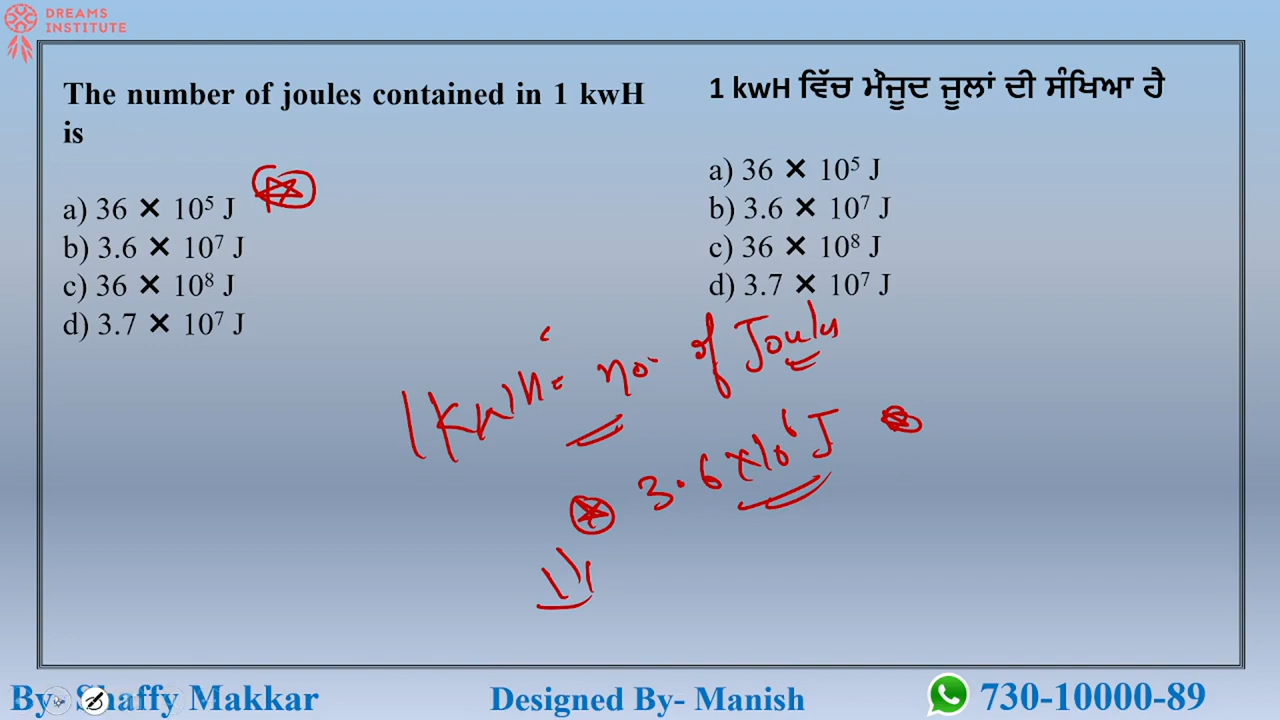 DREAMS
INSTITUTE
The number of joules contained in 1 kwH
is
a) 36 × 10⁵ J
b) 3.6 × 10⁷ J
c) 36 × 10⁸ J
d) 3.7 × 10⁷ J
1 kwH ਵਿੱਚ ਮੌਜੂਦ ਜੂਲਾਂ ਦੀ ਸੰਖਿਆ ਹੈ
a) 36 × 10⁵ J
b) 3.6 × 10⁷ J
c) 36 × 10⁸ J
d) 3.7 × 10⁷ J
1 KWH = no. of Joules
3.6 × 10⁶ J
By- Shaffy Makkar
Designed By- Manish
730-10000-89